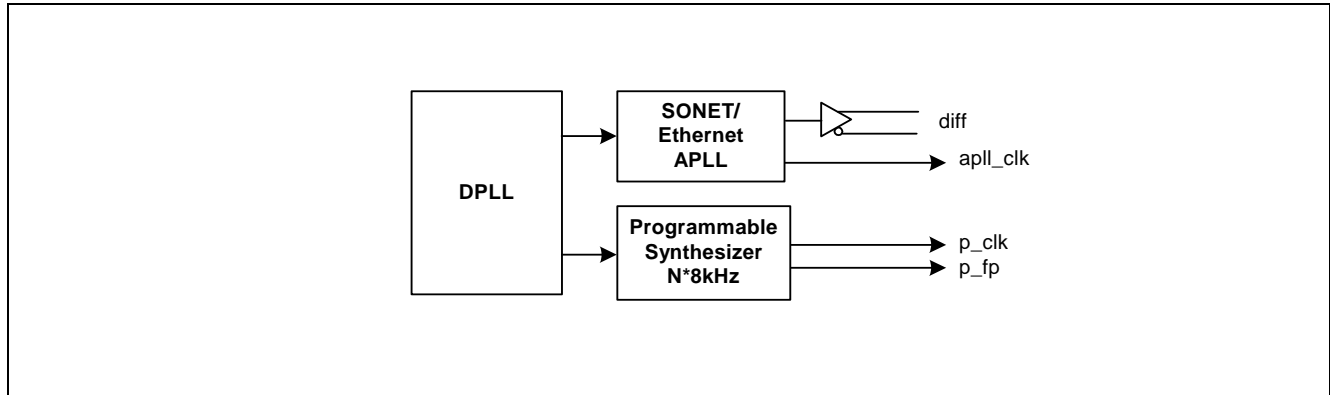 DPLL
SONET/
Ethernet
APLL
diff
apll_clk
Programmable
Synthesizer
N*8kHz
p_clk
p_fp